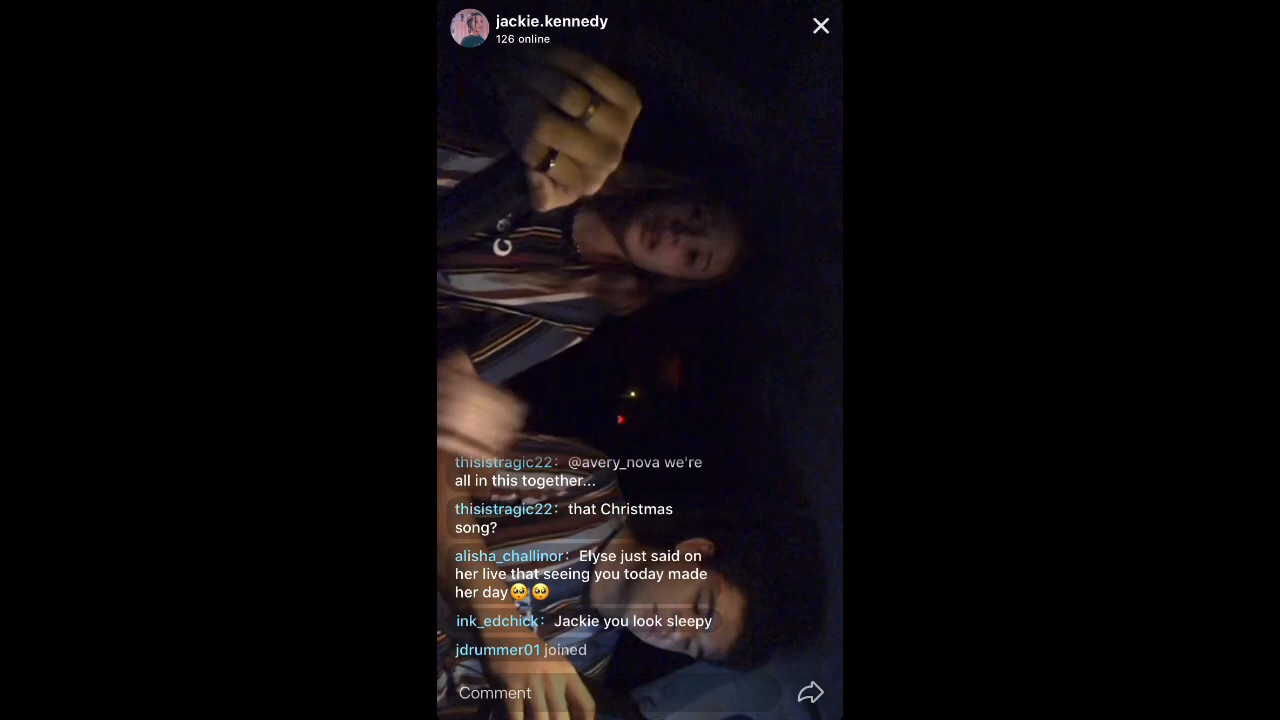 jackie.kennedy
126 online
thisistragic22: @avery_nova we're
all in this together...
thisistragic22: that Christmas
song?
alisha_challinor: Elyse just said on
her live that seeing you today made
her day🥺🥺
ink_edchick: Jackie you look sleepy
jdrummer01 joined
Comment